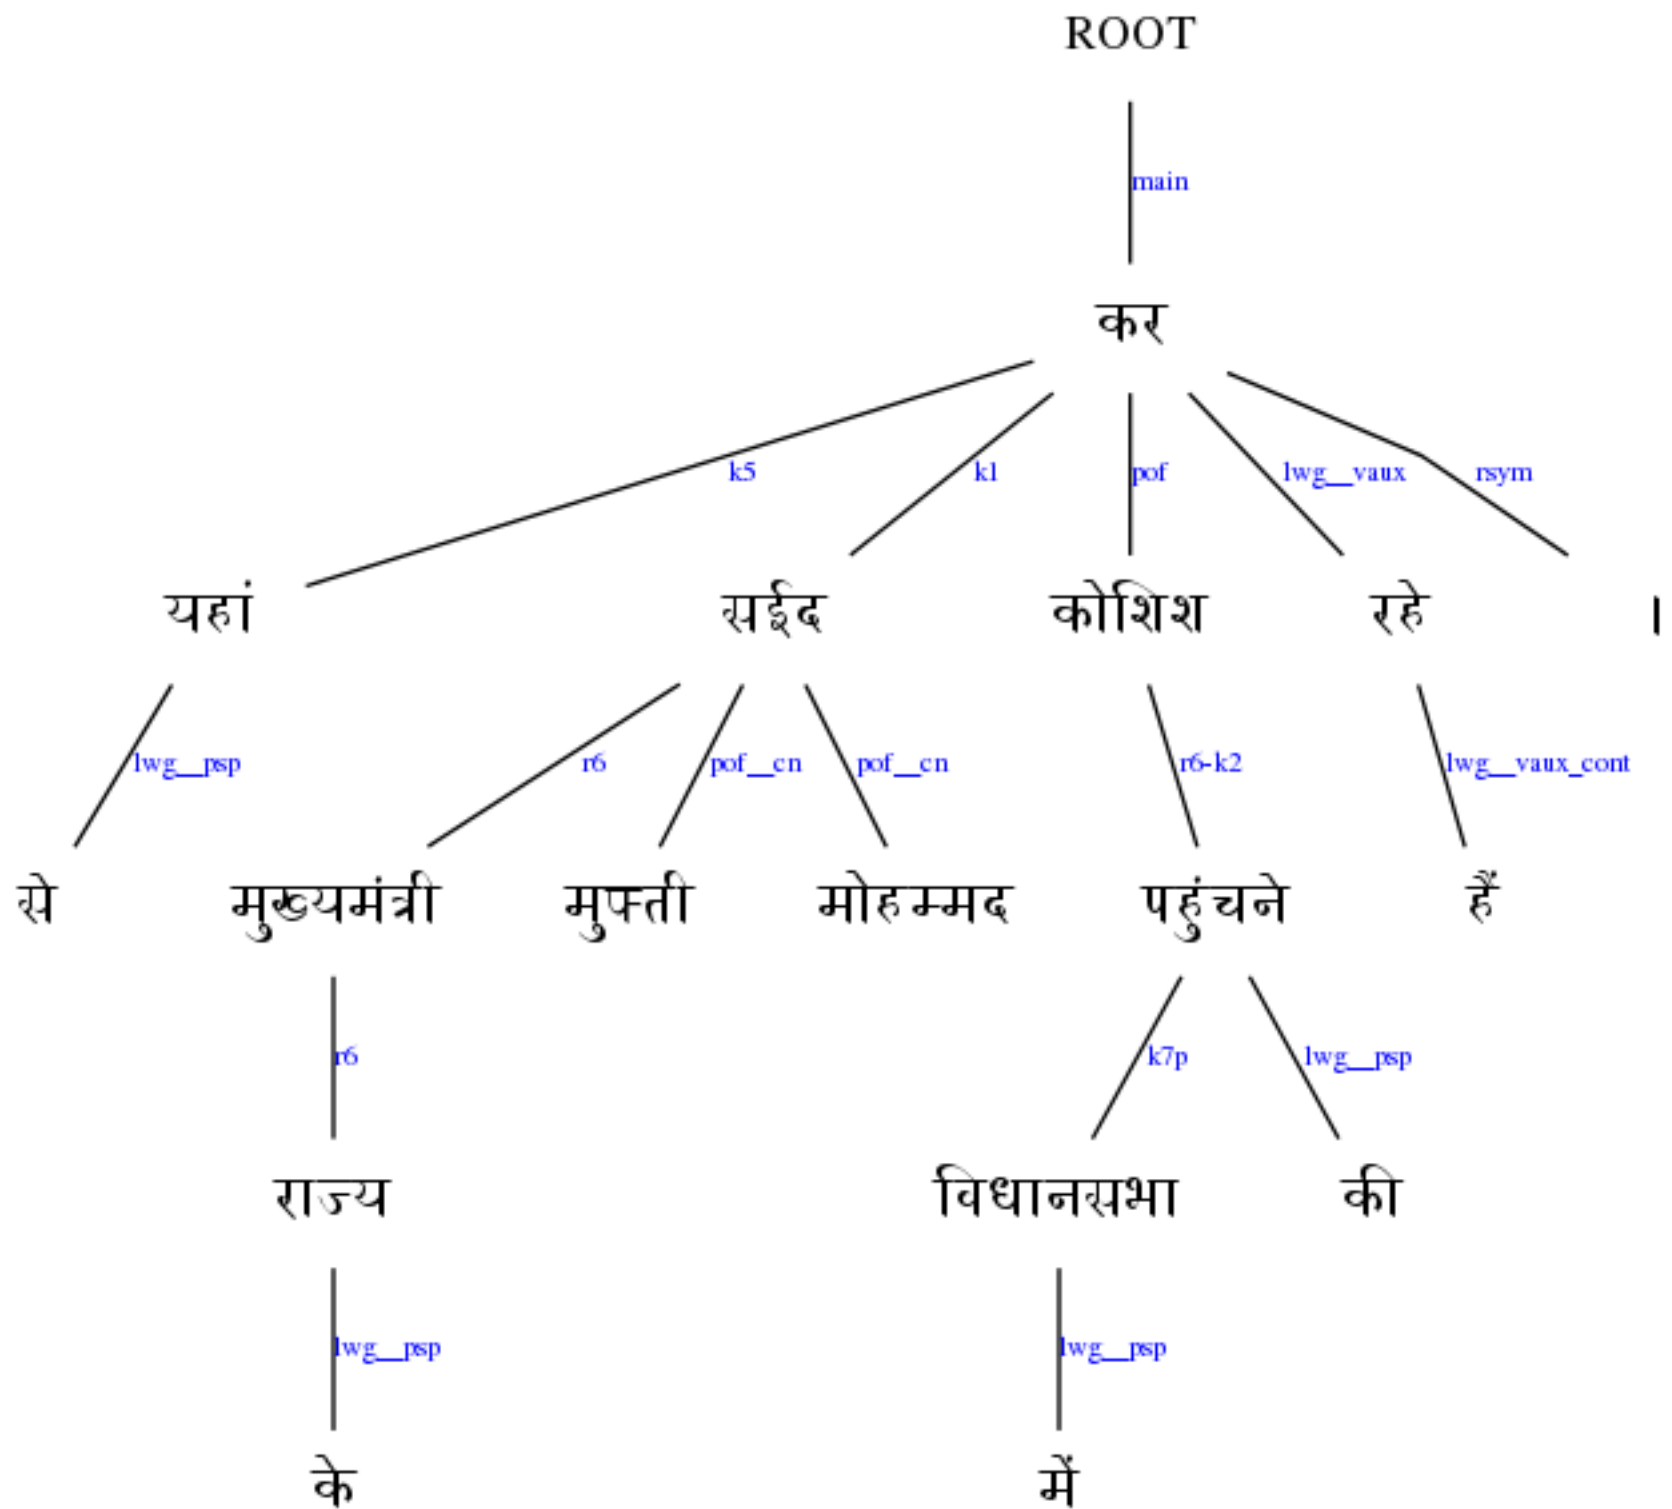 ROOT
main
कर
k5 k1 pof lwg__vaux rsym
यहां सईद कोशिश रहे ।
lwg__psp r6 pof__cn pof__cn r6-k2 lwg__vaux_cont
से मुख्यमंत्री मुफ्ती मोहम्मद पहुंचने हैं
r6 k7p lwg__psp
राज्य विधानसभा की
lwg__psp lwg__psp
के में